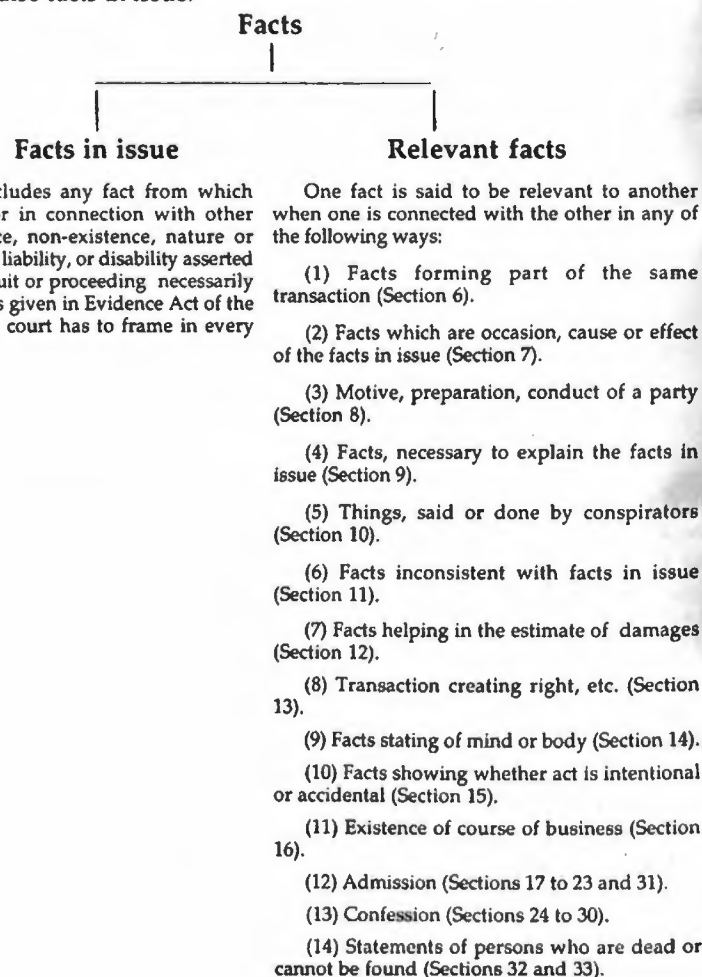 also facts in issue.
Facts
Facts in issue
cludes any fact from which
r in connection with other
ce, non-existence, nature or
liability, or disability asserted
uit or proceeding necessarily
s given in Evidence Act of the
court has to frame in every
Relevant facts
One fact is said to be relevant to another
when one is connected with the other in any of
the following ways:
(1) Facts forming part of the same
transaction (Section 6).
(2) Facts which are occasion, cause or effect
of the facts in issue (Section 7).
(3) Motive, preparation, conduct of a party
(Section 8).
(4) Facts, necessary to explain the facts in
issue (Section 9).
(5) Things, said or done by conspirators
(Section 10).
(6) Facts inconsistent with facts in issue
(Section 11).
(7) Facts helping in the estimate of damages
(Section 12).
(8) Transaction creating right, etc. (Section
13).
(9) Facts stating of mind or body (Section 14).
(10) Facts showing whether act is intentional
or accidental (Section 15).
(11) Existence of course of business (Section
16).
(12) Admission (Sections 17 to 23 and 31).
(13) Confession (Sections 24 to 30).
(14) Statements of persons who are dead or
cannot be found (Sections 32 and 33).